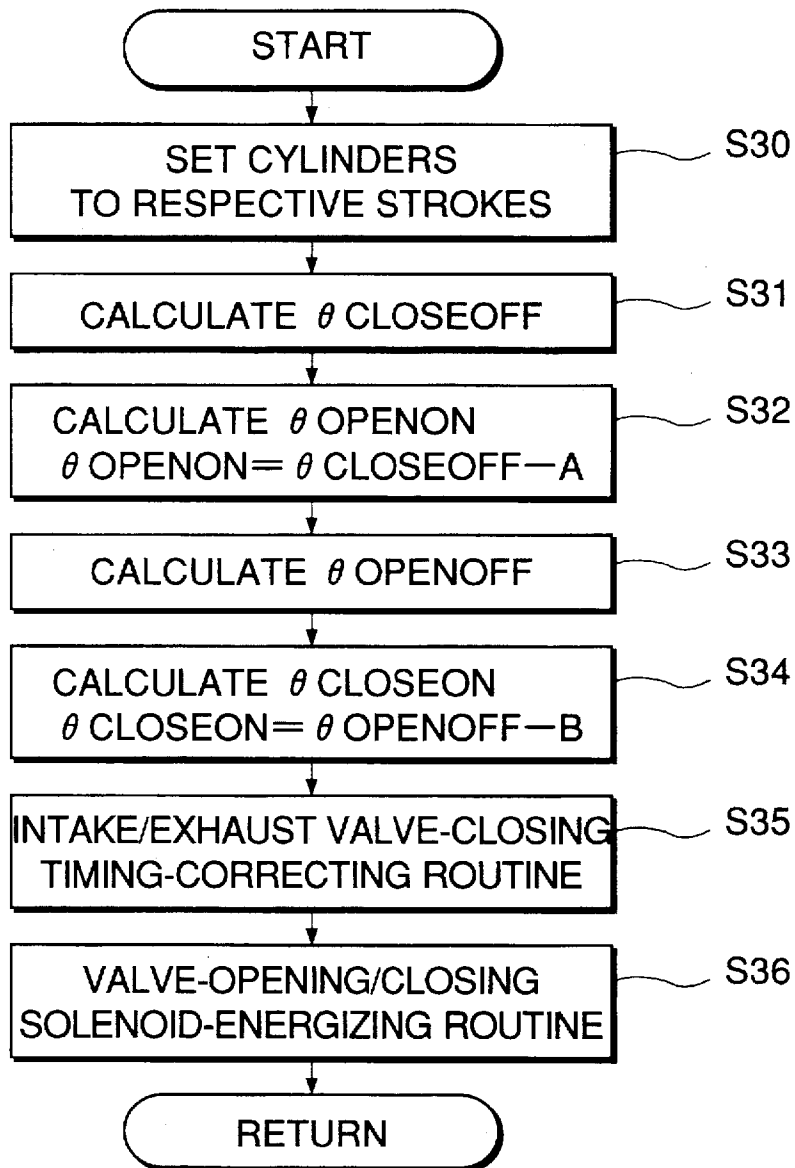 START
SET CYLINDERS
TO RESPECTIVE STROKES
S30
CALCULATE θ CLOSEOFF
S31
CALCULATE θ OPENON
θ OPENON= θ CLOSEOFF−A
S32
CALCULATE θ OPENOFF
S33
CALCULATE θ CLOSEON
θ CLOSEON= θ OPENOFF−B
S34
INTAKE/EXHAUST VALVE-CLOSING
TIMING-CORRECTING ROUTINE
S35
VALVE-OPENING/CLOSING
SOLENOID-ENERGIZING ROUTINE
S36
RETURN